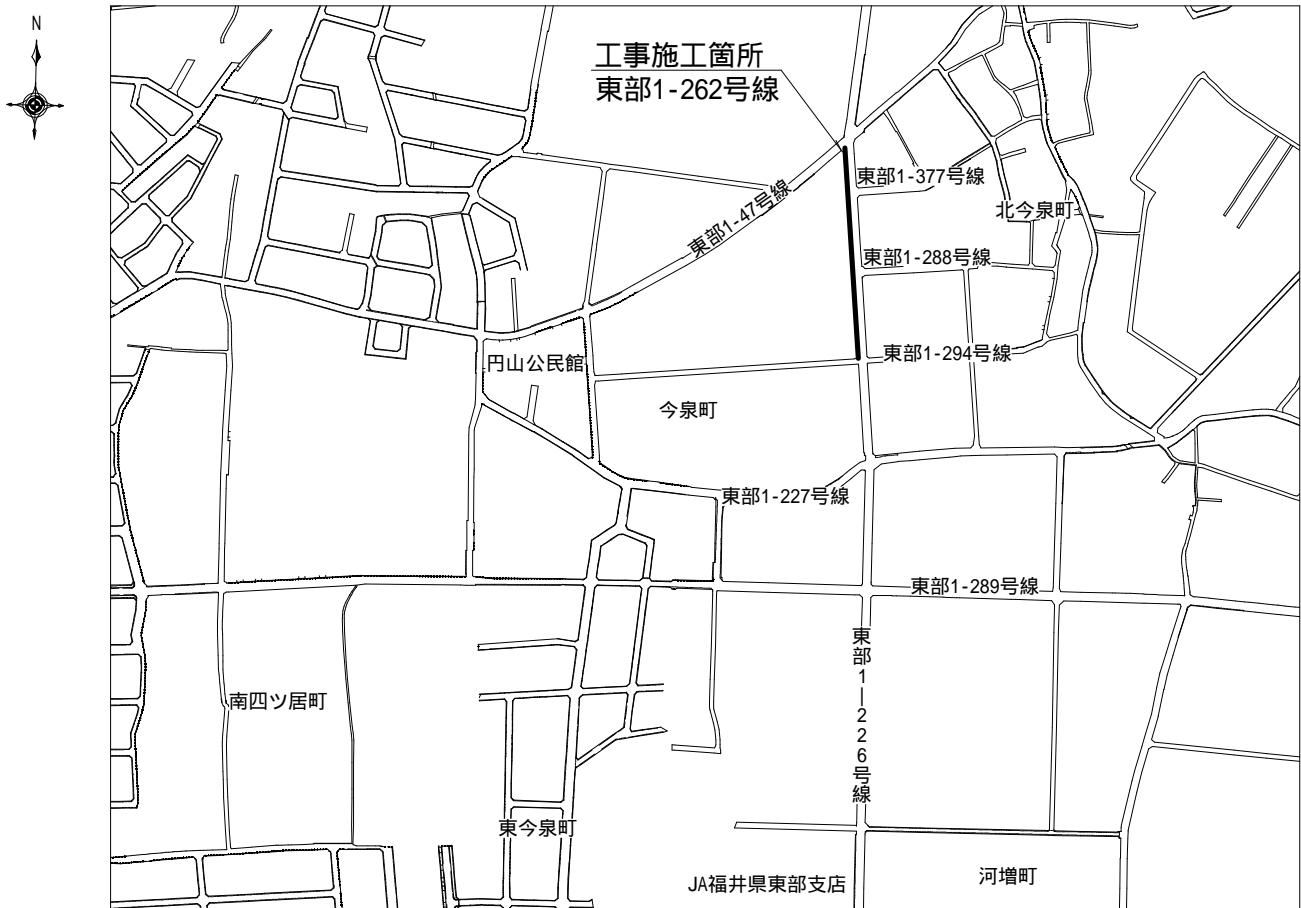 N
工事施工箇所
東部1-262号線
東部1-377号線
東部1-47号線
北今泉町
東部1-288号線
東部1-294号線
円山公民館
今泉町
東部1-227号線
東部1-289号線
東部1-226号線
南四ツ居町
東今泉町
JA福井県東部支店
河増町